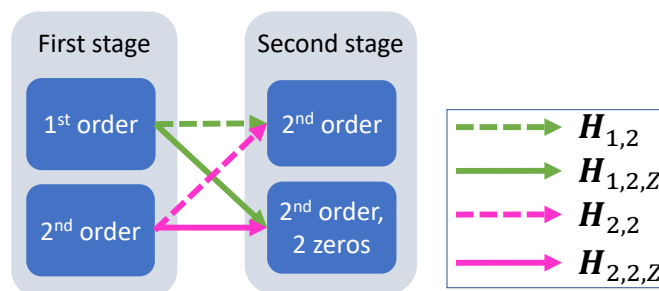 First stage
Second stage
1st order
2nd order
2nd order
2nd order,
2 zeros
H1,2
H1,2,Z
H2,2
H2,2,Z